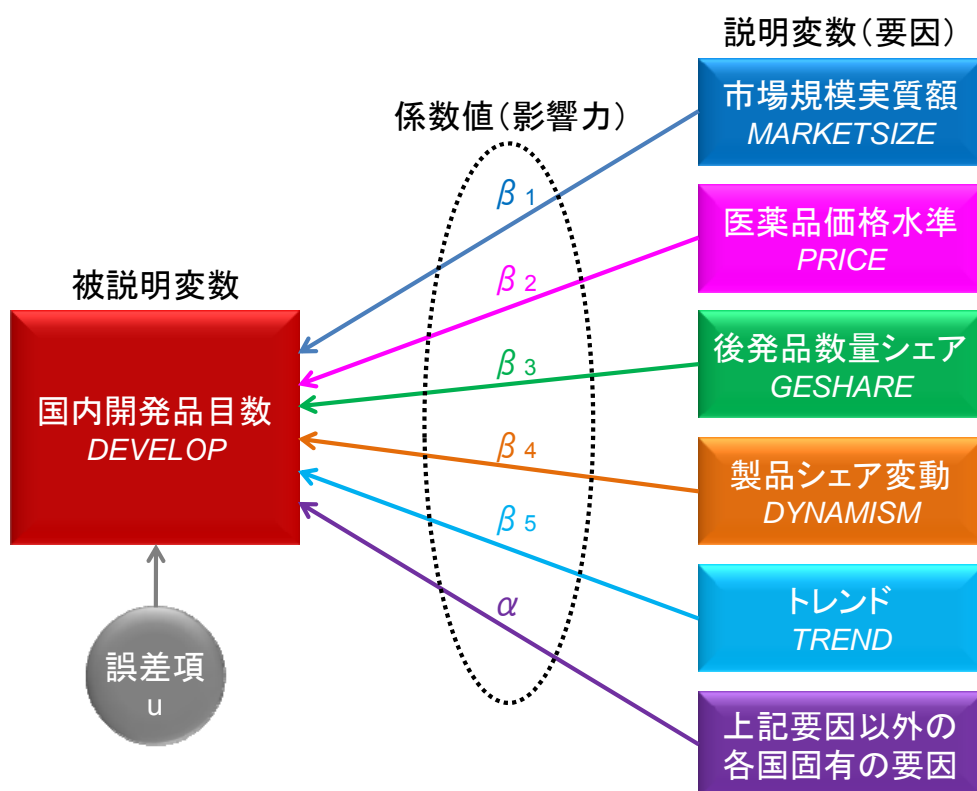 説明変数(要因)
市場規模実質額
MARKETSIZE
係数値(影響力)
β1
医薬品価格水準
PRICE
β2
被説明変数
国内開発品目数
DEVELOP
後発品数量シェア
GESHARE
β3
製品シェア変動
DYNAMISM
β4
トレンド
TREND
β5
上記要因以外の
各国固有の要因
α
誤差項
u